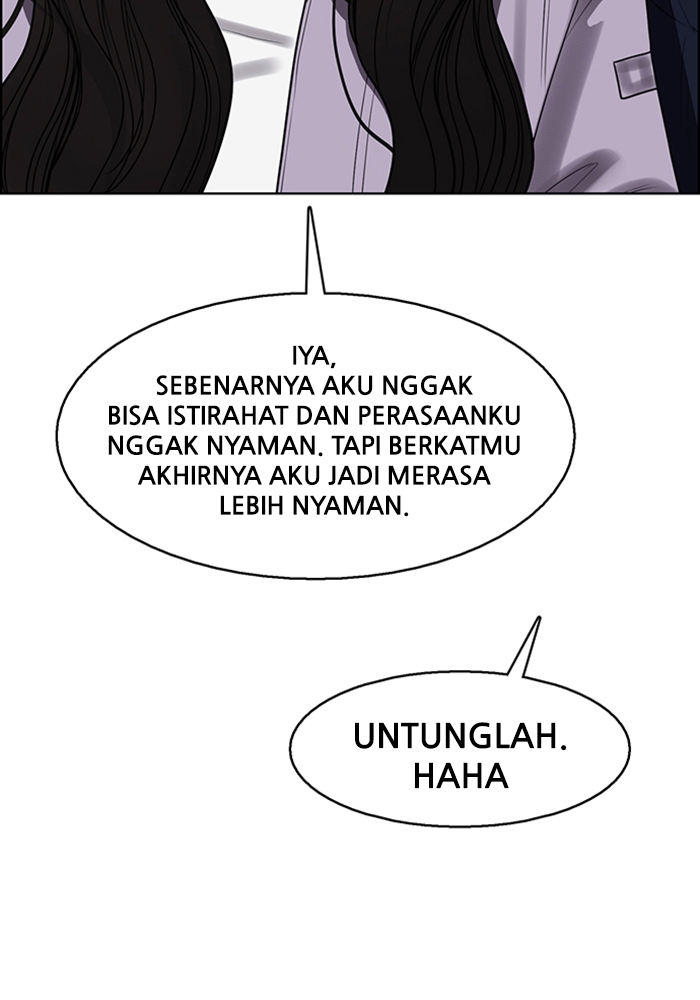 IYA,
SEBENARNYA AKU NGGAK
BISA ISTIRAHAT DAN PERASAANKU
NGGAK NYAMAN. TAPI BERKATMU
AKHIRNYA AKU JADI MERASA
LEBIH NYAMAN.
UNTUNGLAH.
HAHA